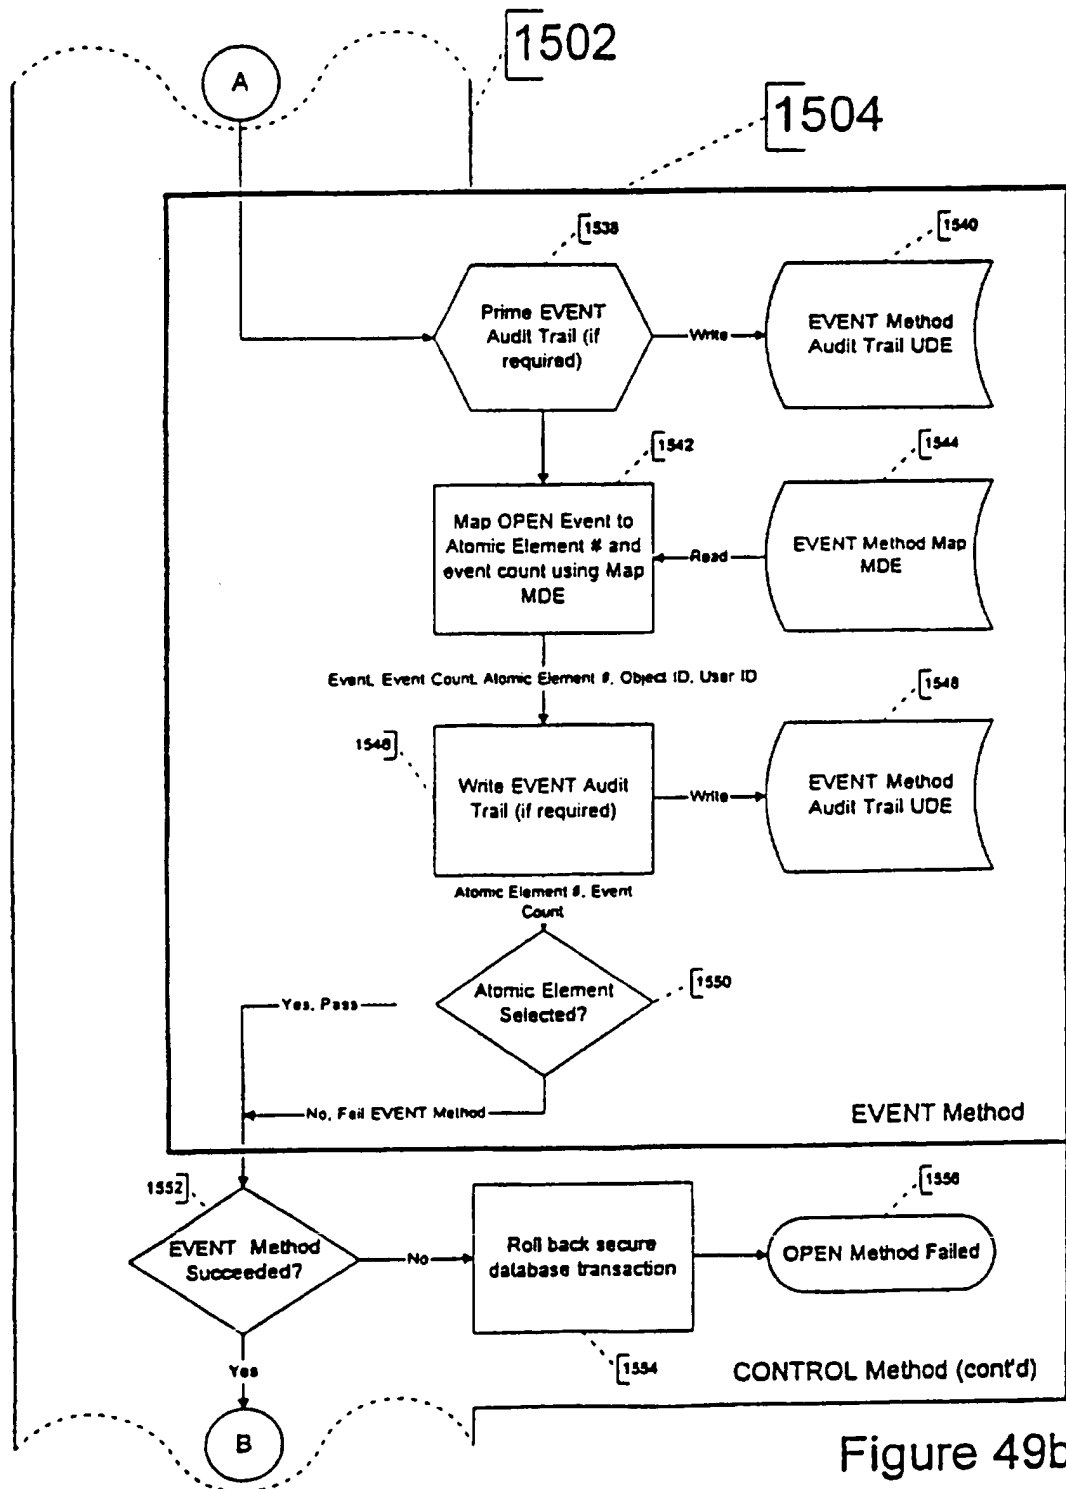 1502
A
1504
1538
1540
Prime EVENT
Audit Trail (if
required)
Write
EVENT Method
Audit Trail UDE
1542
1544
Map OPEN Event to
Atomic Element # and
event count using Map
MDE
Read
EVENT Method Map
MDE
Event, Event Count, Atomic Element #, Object ID, User ID
1546
1548
Write EVENT Audit
Trail (if required)
Write
EVENT Method
Audit Trail UDE
Atomic Element #, Event
Count
1550
Atomic Element
Selected?
Yes, Pass
No, Fail EVENT Method
EVENT Method
1552
1556
EVENT Method
Succeeded?
No
Roll back secure
database transaction
OPEN Method Failed
Yes
1554
CONTROL Method (cont'd)
B
Figure 49b